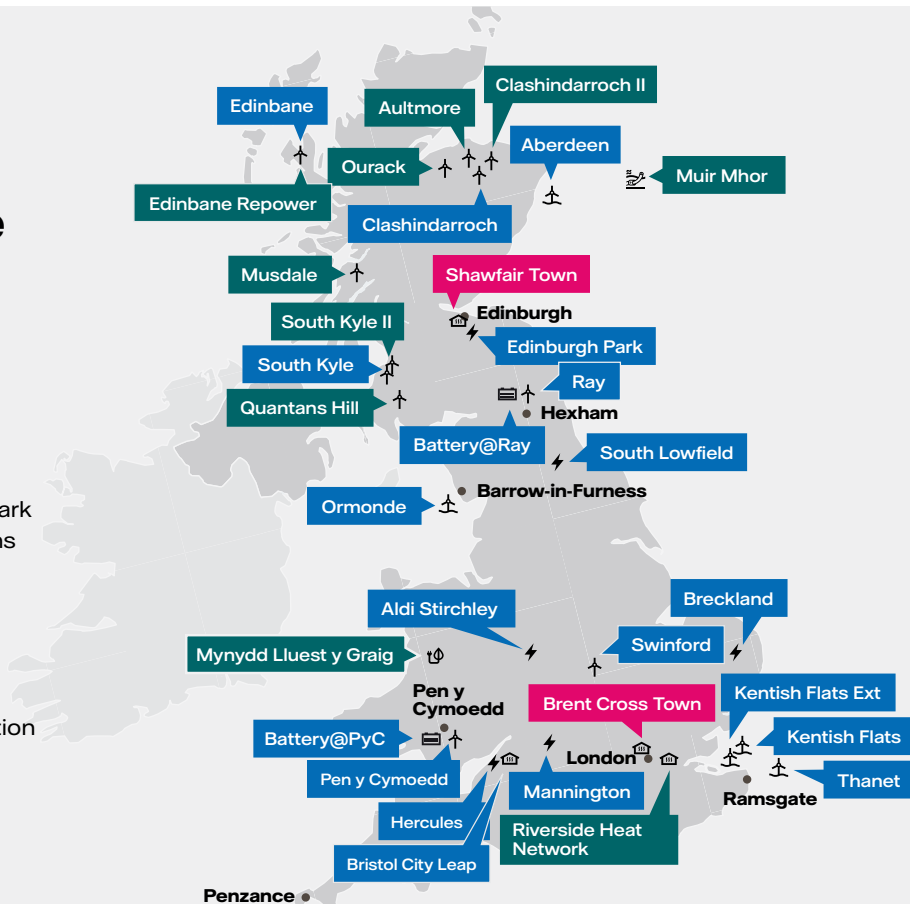 Clashindarroch II
Edinbane
Aultmore
Aberdeen
Ourack
Muir Mhor
Edinbane Repower
e
Clashindarroch
Musdale
Shawfair Town
Edinburgh
South Kyle II
Edinburgh Park
South Kyle
Ray
Quantans Hill
Hexham
Battery@Ray
South Lowfield
Barrow-in-Furness
Ormonde
ark
ns
Breckland
Aldi Stirchley
Swinford
Mynydd Lluest y Graig
Pen y
Cymoedd
Kentish Flats Ext
Brent Cross Town
tion
Battery@PyC
Kentish Flats
London
Pen y Cymoedd
Thanet
Mannington
Ramsgate
Hercules
Riverside Heat
Network
Bristol City Leap
Penzance